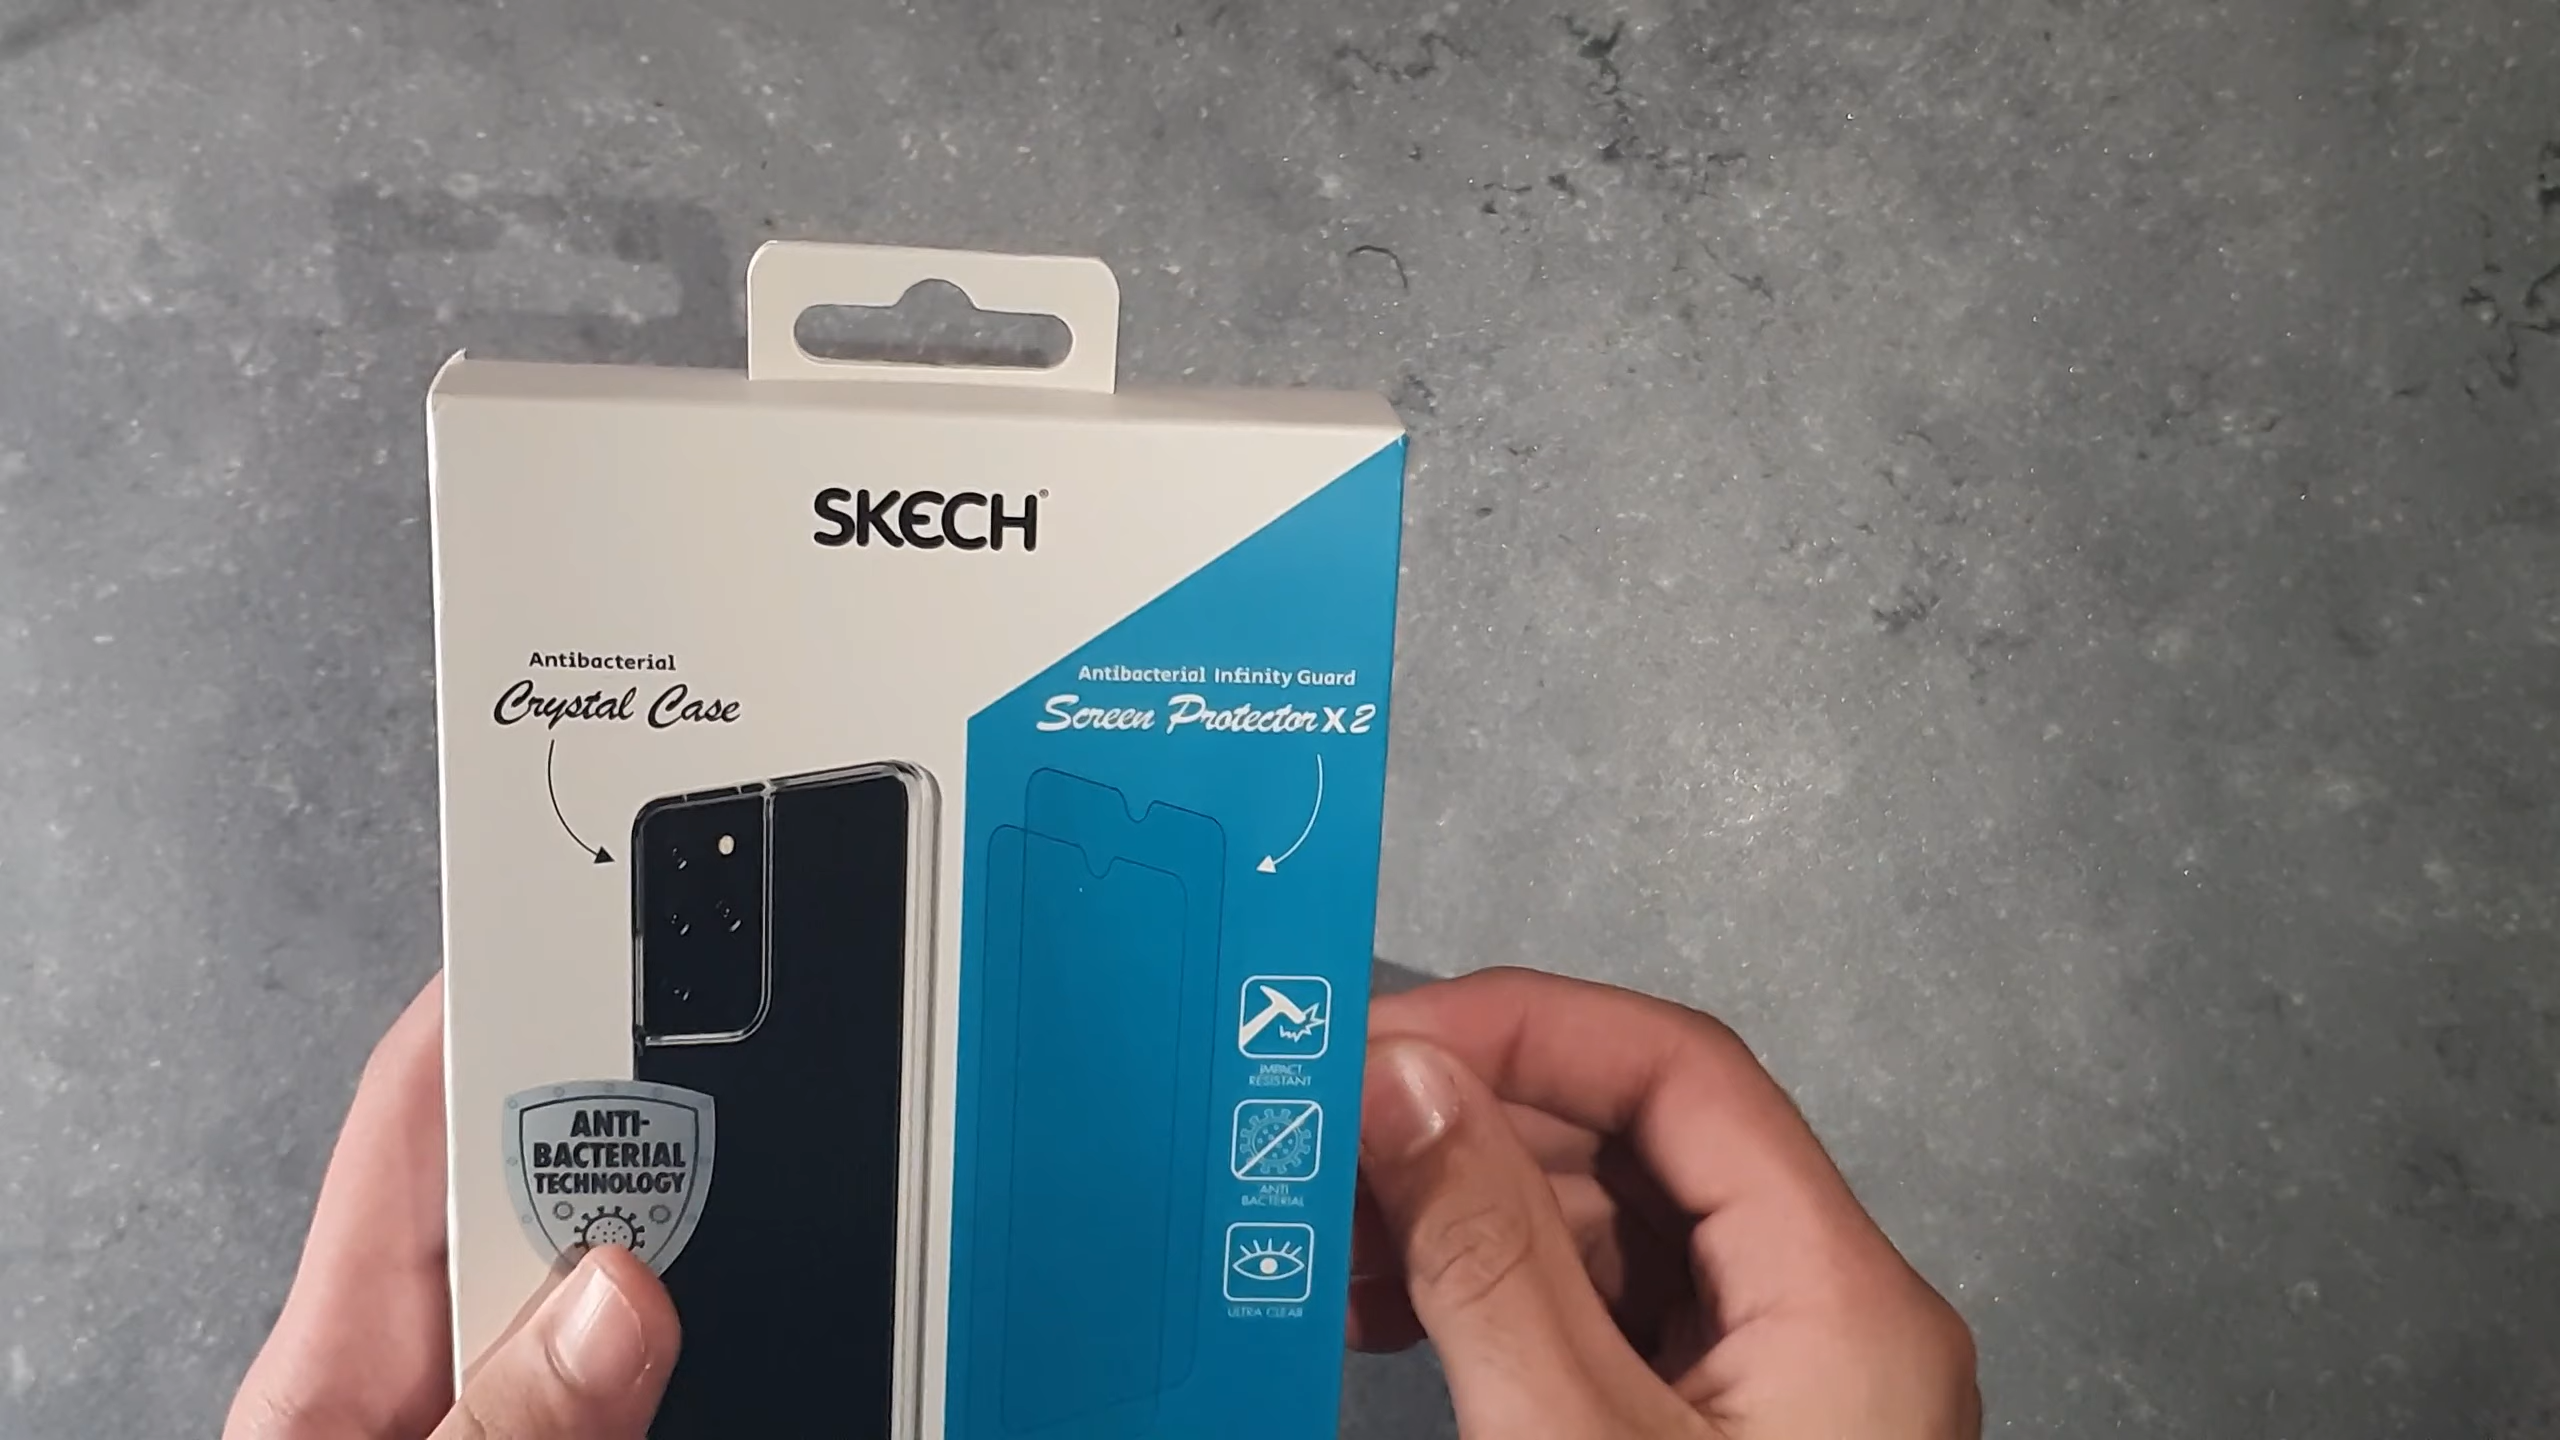 SKECH®
Antibacterial
Crystal Case
Antibacterial Infinity Guard
Screen Protector X2
IMPACT
RESISTANT
ANTI
BACTERIAL
ULTRA CLEAR
ANTI-
BACTERIAL
TECHNOLOGY